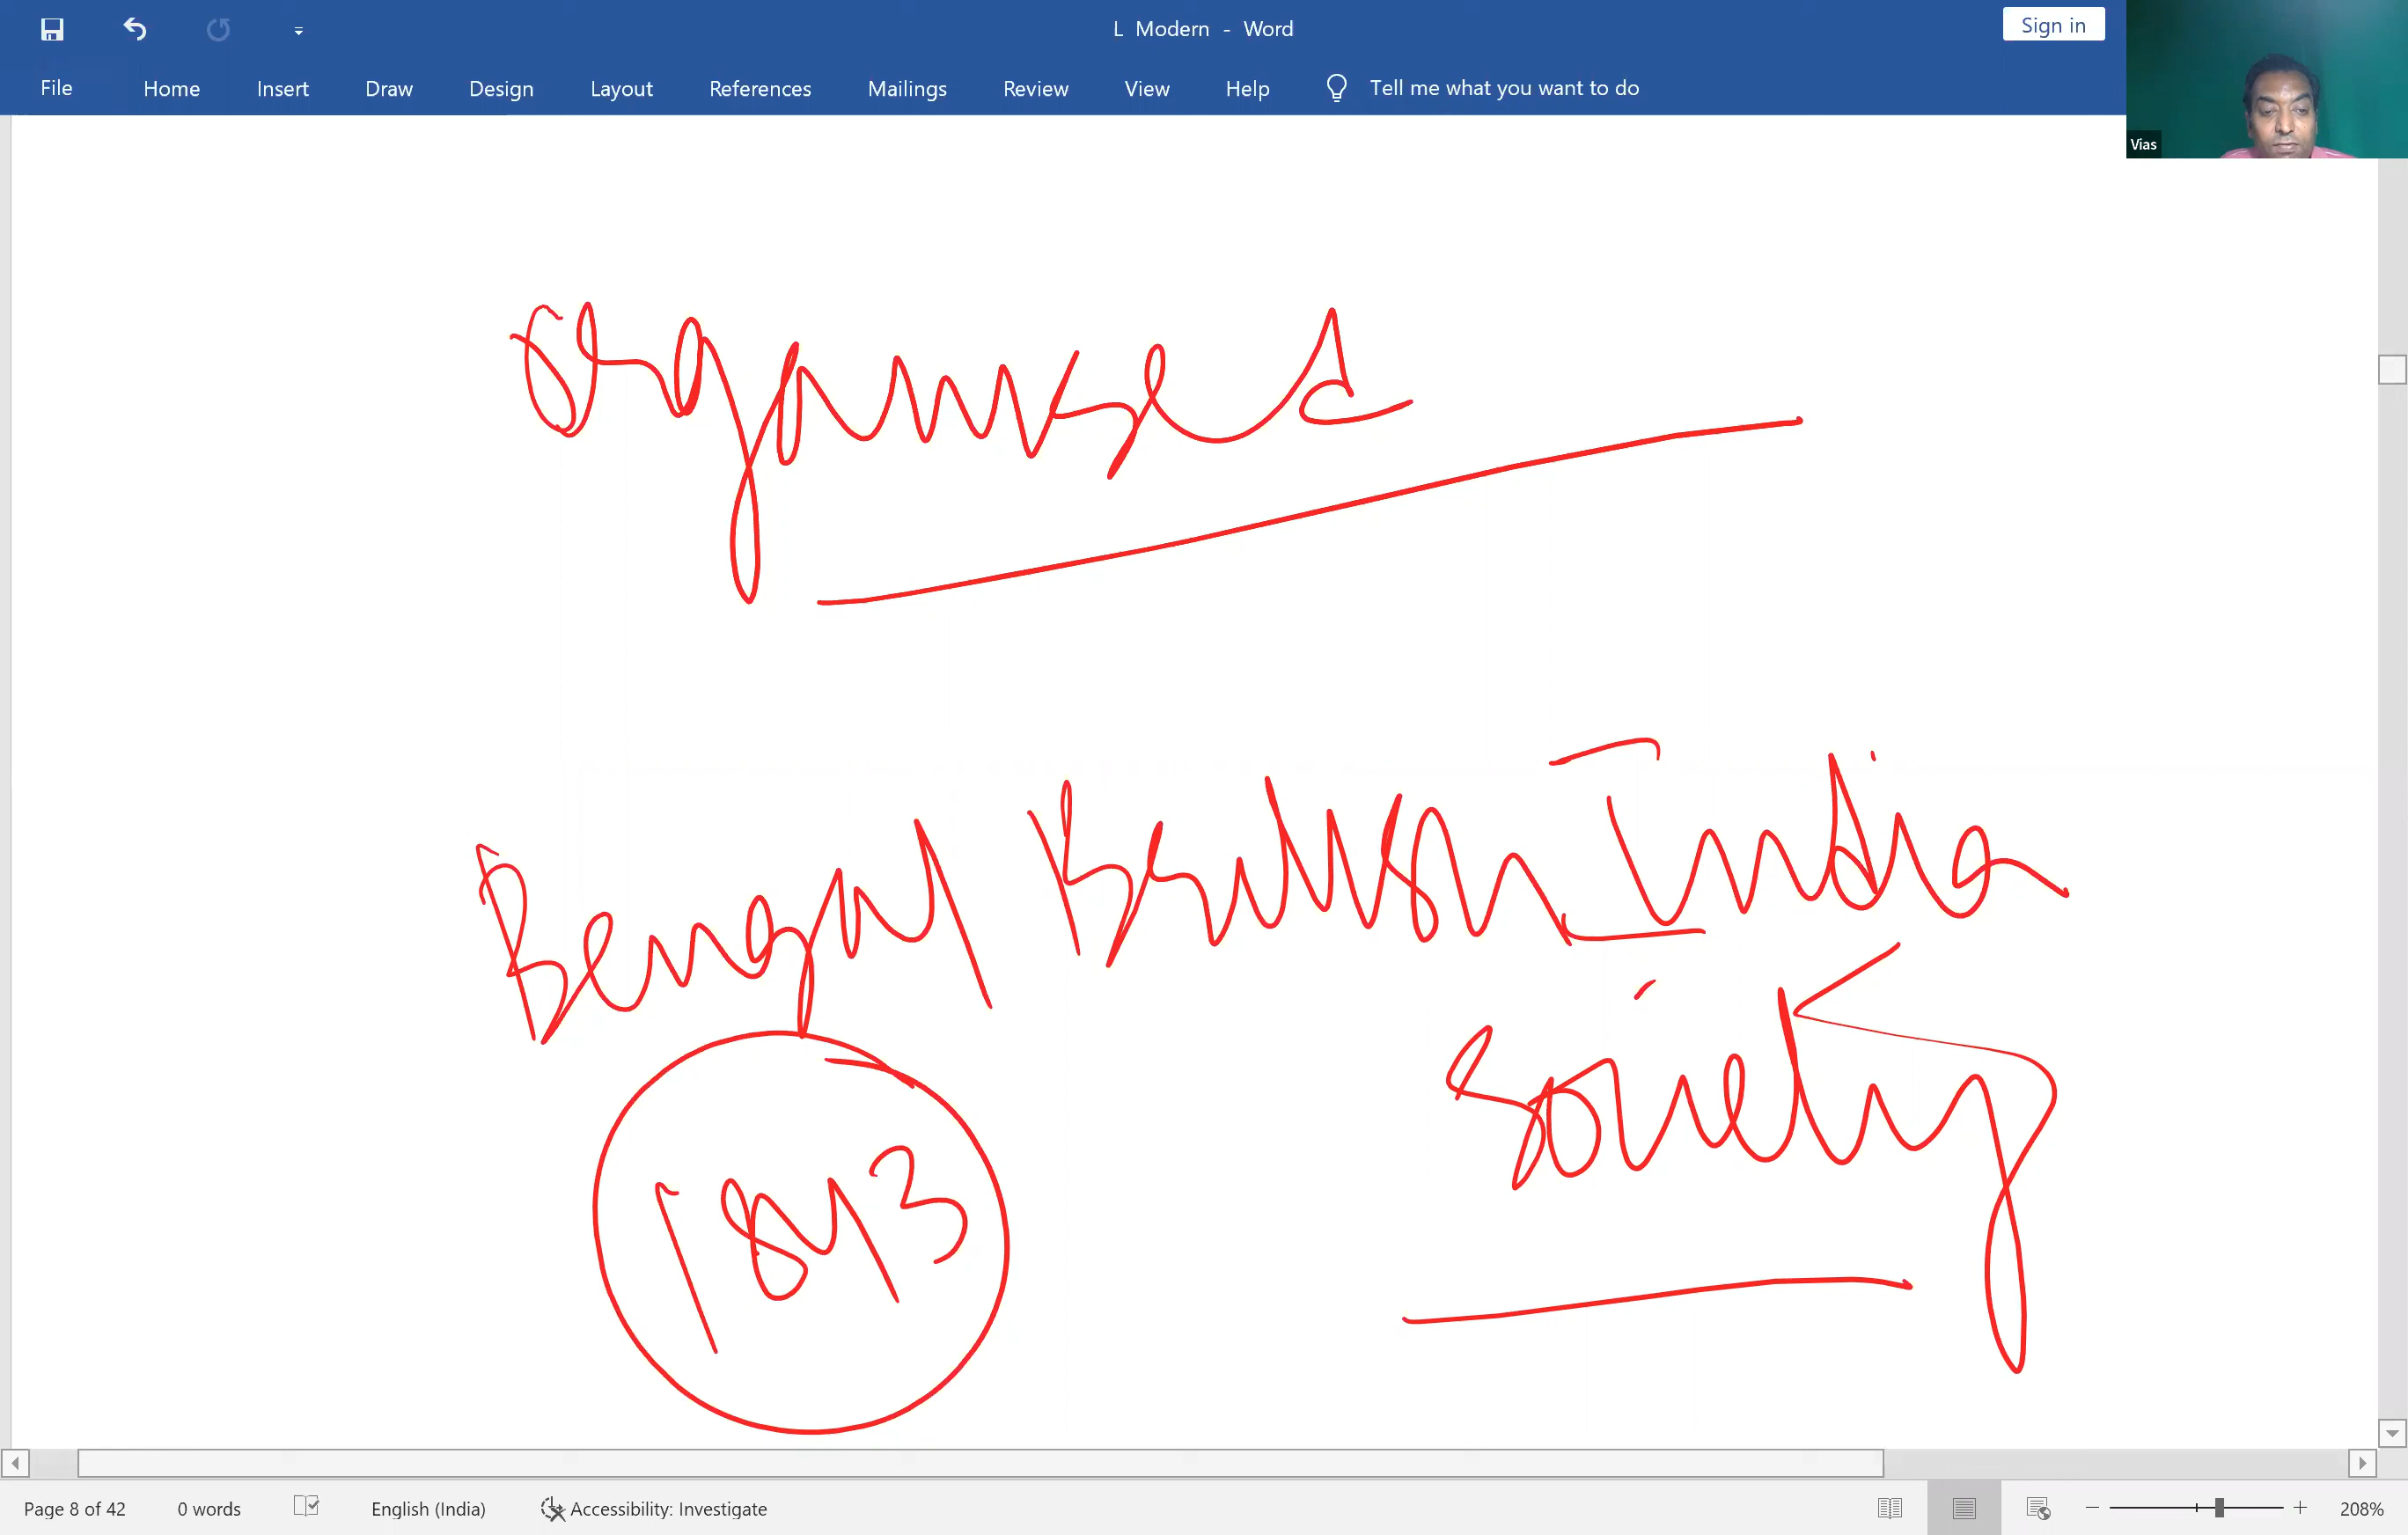 L Modern - Word
Sign in
File Home Insert Draw Design Layout References Mailings Review View Help Tell me what you want to do
Vias
Organised
Bengal British India
Society
1843
Page 8 of 42 0 words English (India) Accessibility: Investigate 208%